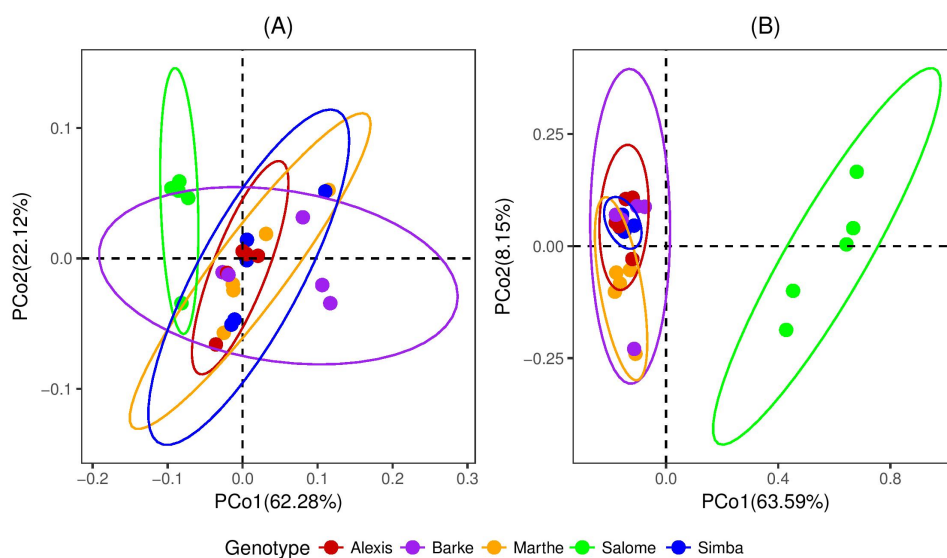 (A)
(B)
PCo2(22.12%)
0.1
0.0
−0.1
−0.2
−0.1
0.0
0.1
0.2
0.3
PCo1(62.28%)
PCo2(8.15%)
0.25
0.00
−0.25
0.0
0.4
0.8
PCo1(63.59%)
Genotype Alexis Barke Marthe Salome Simba